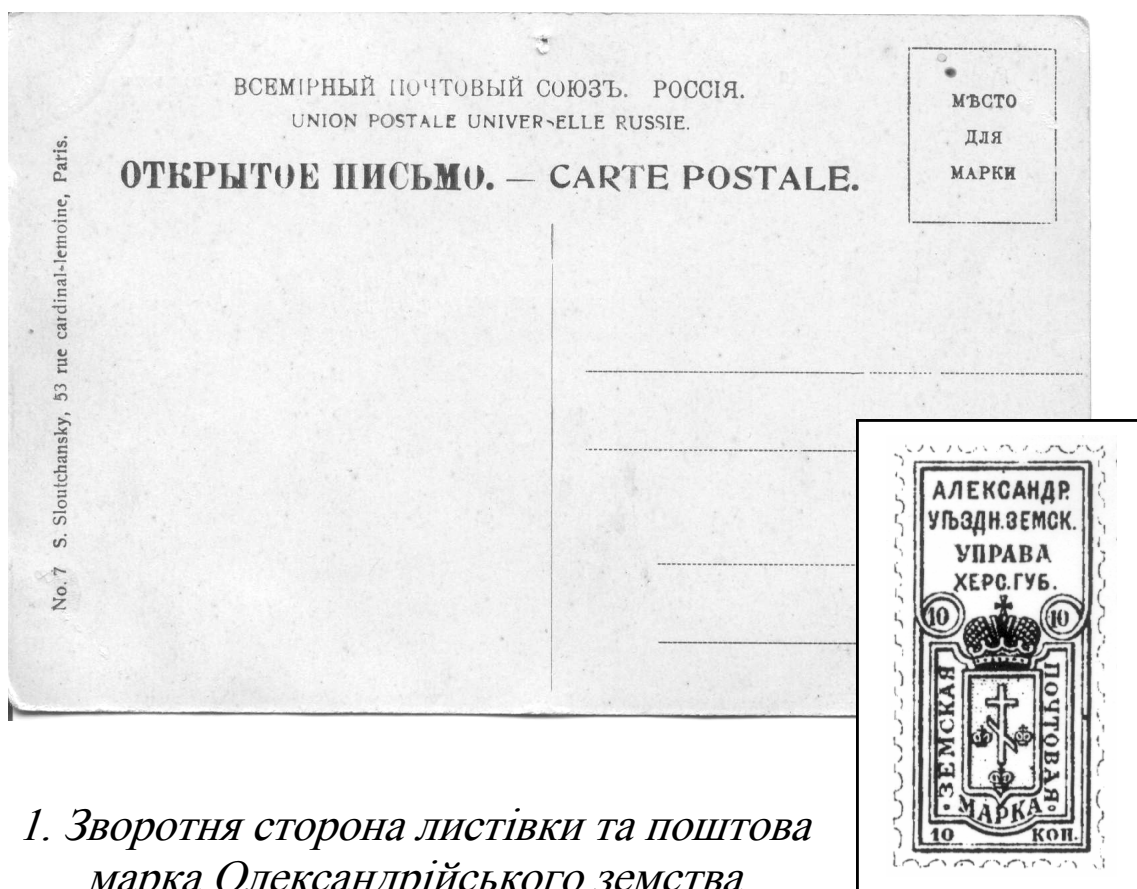 ВСЕМІРНЫЙ ПОЧТОВЫЙ СОЮЗЪ. РОССІЯ.
UNION POSTALE UNIVERSELLE RUSSIE.
ОТКРЫТОЕ ПИСЬМО. — CARTE POSTALE.
МѢСТО
ДЛЯ
МАРКИ
No. 7 S. Sloutchansky, 53 rue cardinal-lemoine, Paris.
АЛЕКСАНДР.
УѢЗДН.ЗЕМСК.
УПРАВА
ХЕРС.ГУБ.
10 10
ЗЕМСКАЯ
ПОЧТОВАЯ
МАРКА
10 КОП.
1. Зворотня сторона листівки та поштова
марка Олександрійського земства